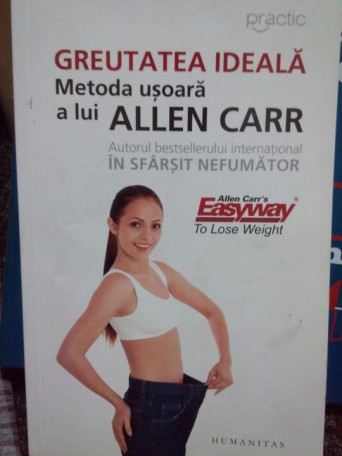 practic
GREUTATEA IDEALĂ
Metoda ușoară
a lui ALLEN CARR
Autorul bestsellerului internațional
ÎN SFÂRȘIT NEFUMĂTOR
Allen Carr's
Easyway®
To Lose Weight
HUMANITAS